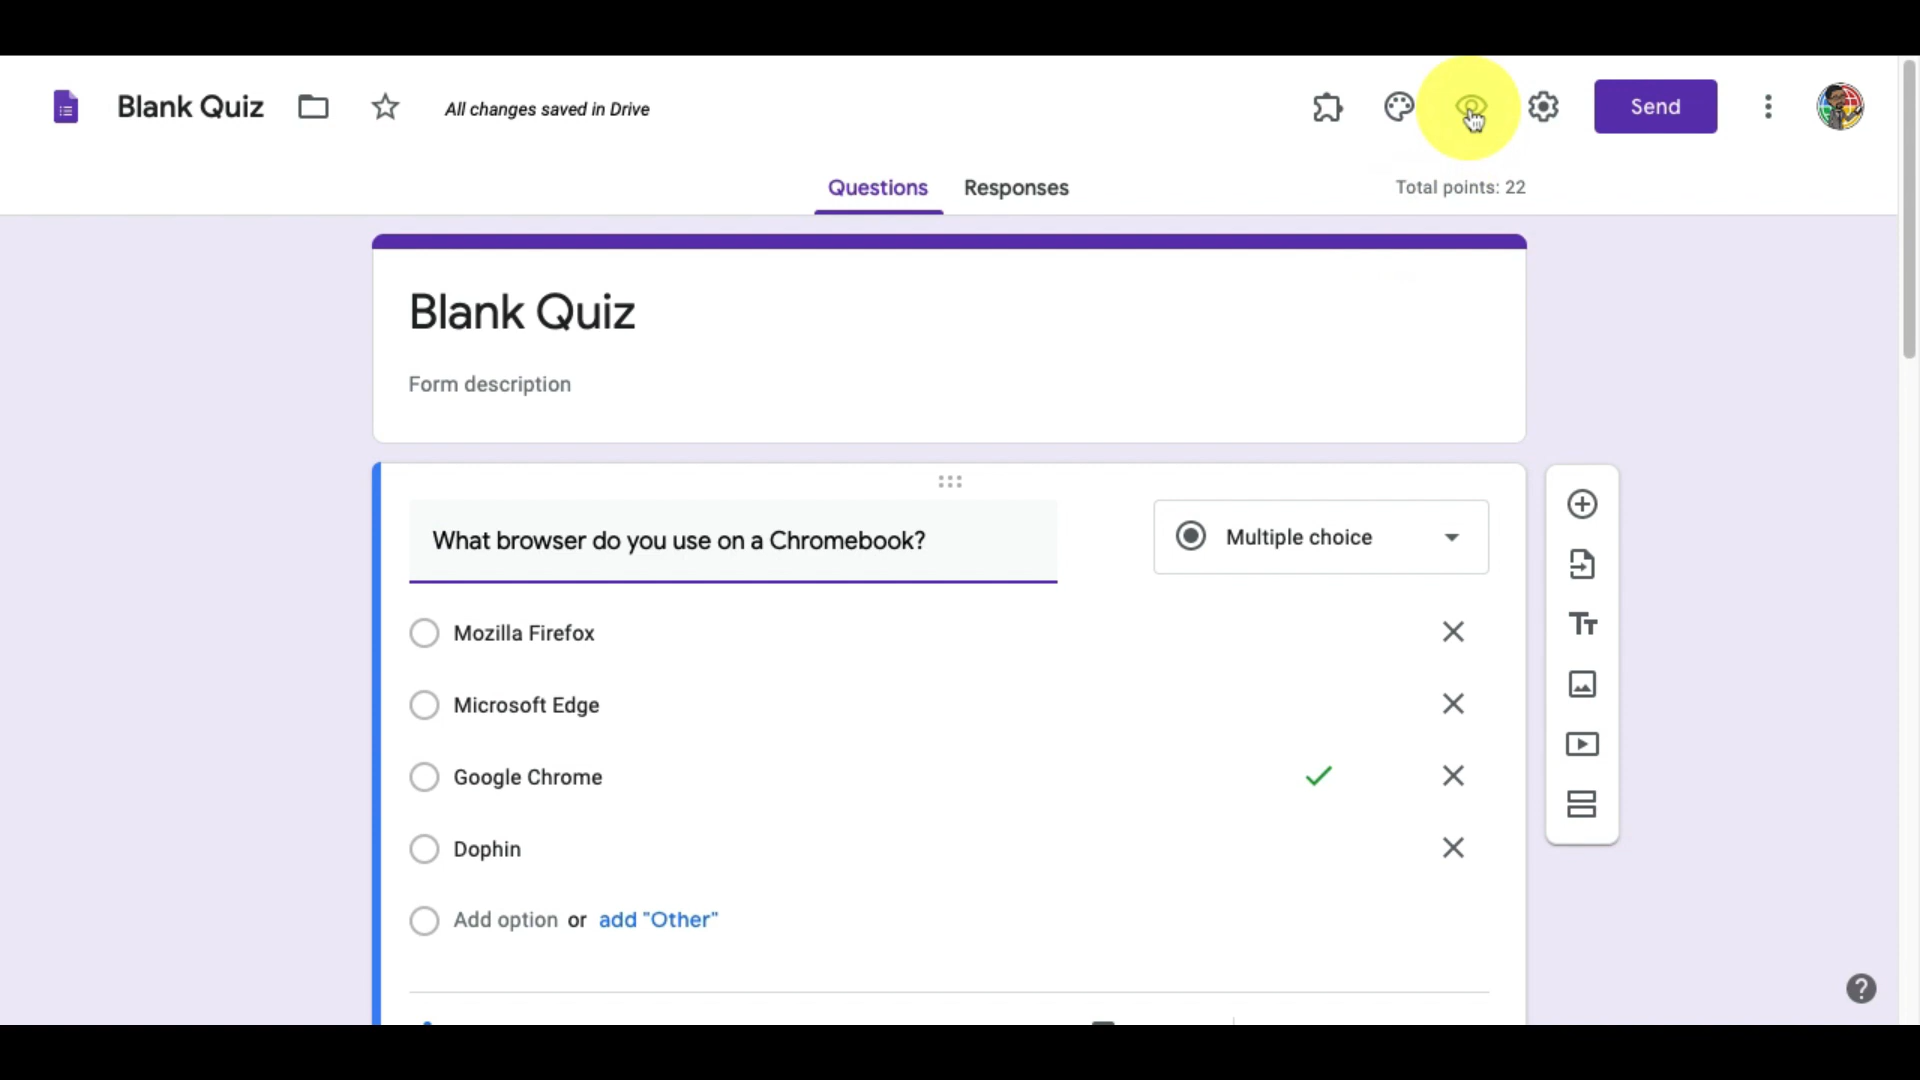 Blank Quiz
All changes saved in Drive
Send
Questions
Responses
Total points: 22
Blank Quiz
Form description
What browser do you use on a Chromebook?
Multiple choice
Mozilla Firefox
Microsoft Edge
Google Chrome
Dophin
Add option or add "Other"